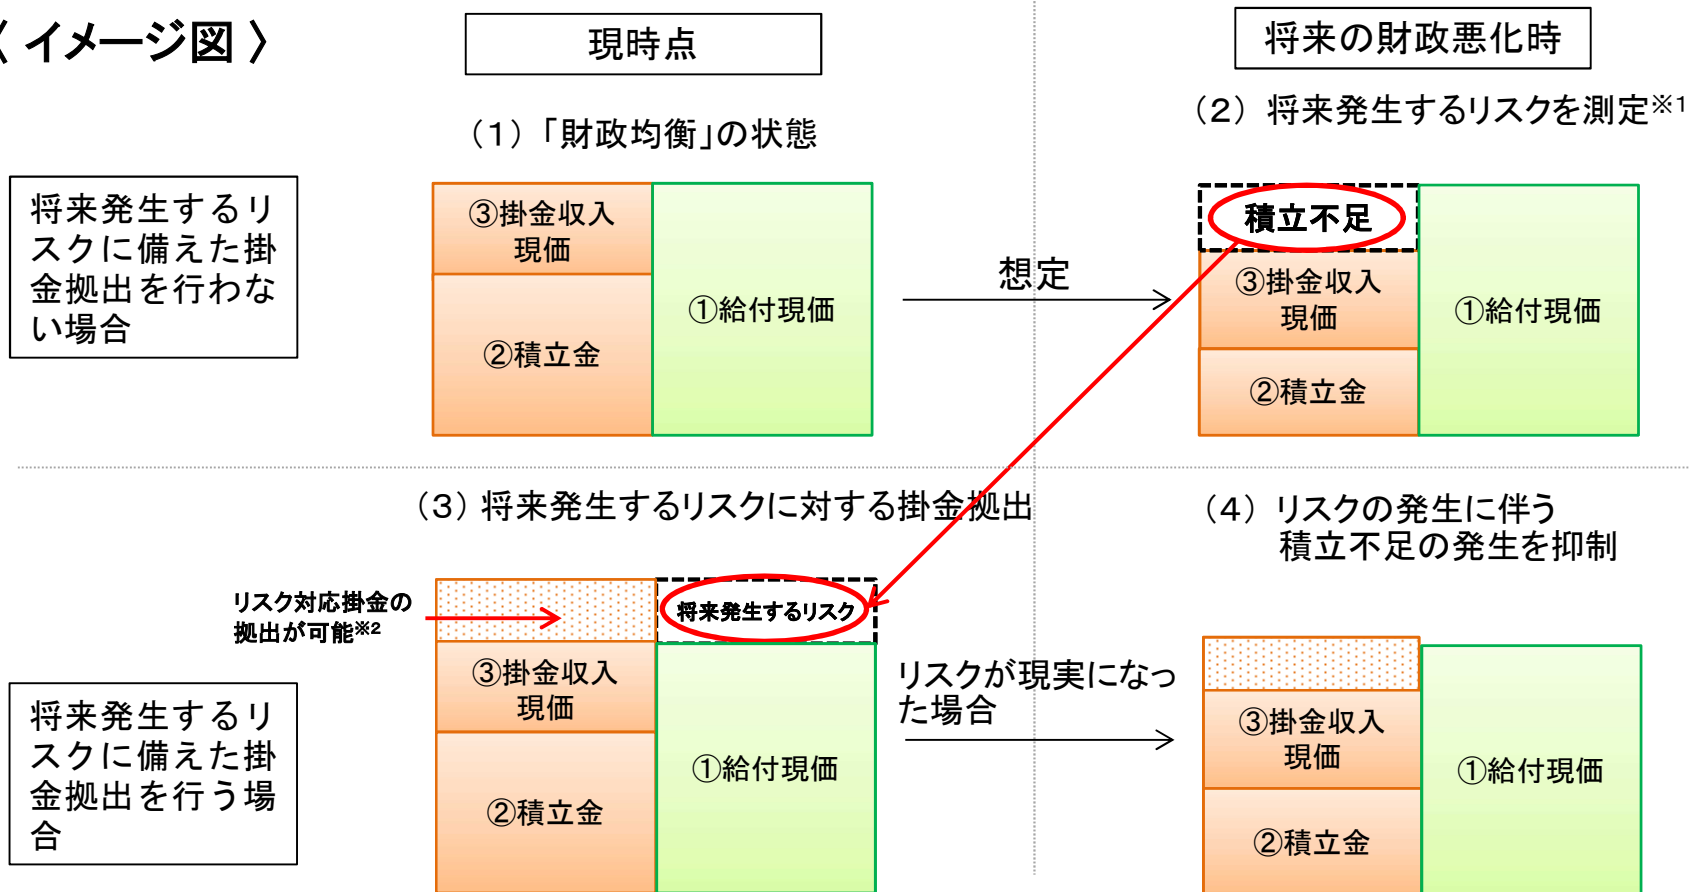 〈 イメージ図 〉
現時点
将来の財政悪化時
（１）「財政均衡」の状態
（２） 将来発生するリスクを測定※1
将来発生するリ
スクに備えた掛
金拠出を行わな
い場合
③掛金収入
現価
②積立金
①給付現価
想定
積立不足
③掛金収入
現価
②積立金
①給付現価
（３） 将来発生するリスクに対する掛金拠出
（４） リスクの発生に伴う
積立不足の発生を抑制
リスク対応掛金の
拠出が可能※2
将来発生するリスク
将来発生するリ
スクに備えた掛
金拠出を行う場
合
③掛金収入
現価
②積立金
①給付現価
リスクが現実になっ
た場合
③掛金収入
現価
②積立金
①給付現価